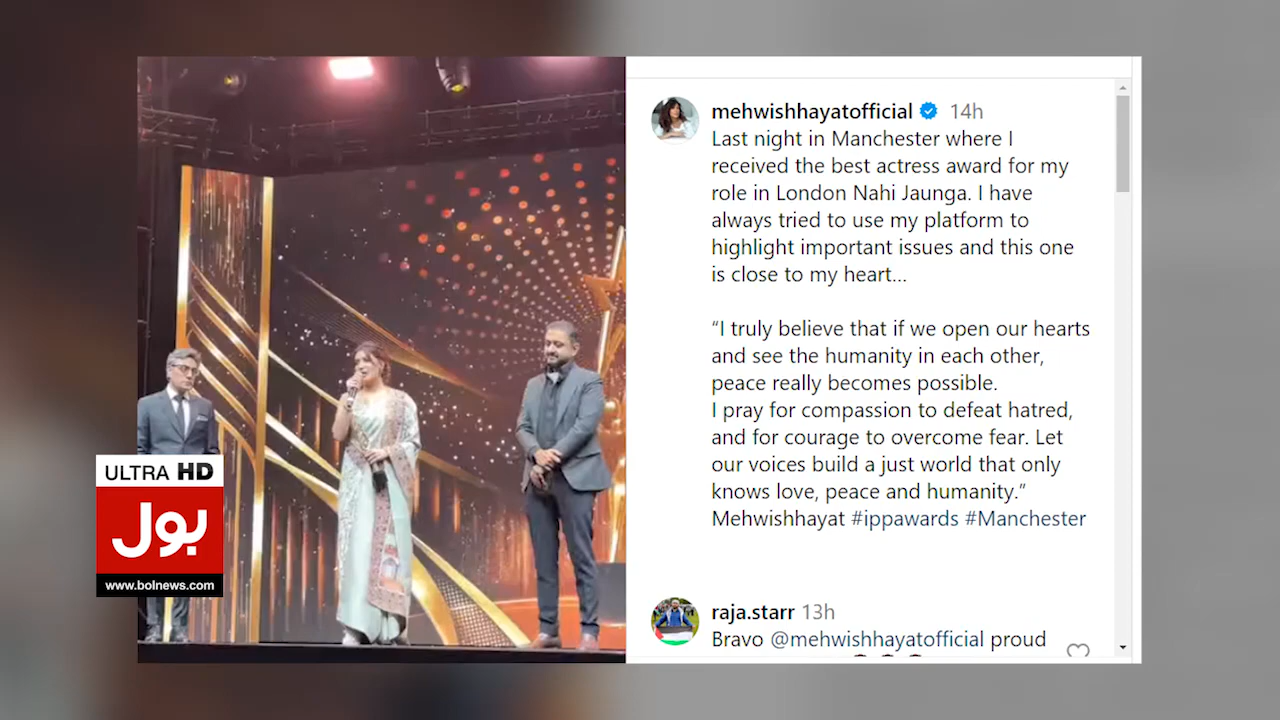 mehwishhayatofficial 14h
Last night in Manchester where I
received the best actress award for my
role in London Nahi Jaunga. I have
always tried to use my platform to
highlight important issues and this one
is close to my heart...
“I truly believe that if we open our hearts
and see the humanity in each other,
peace really becomes possible.
I pray for compassion to defeat hatred,
and for courage to overcome fear. Let
our voices build a just world that only
knows love, peace and humanity.”
Mehwishhayat #ippawards #Manchester
raja.starr 13h
Bravo @mehwishhayatofficial proud
ULTRA HD
بول
www.bolnews.com